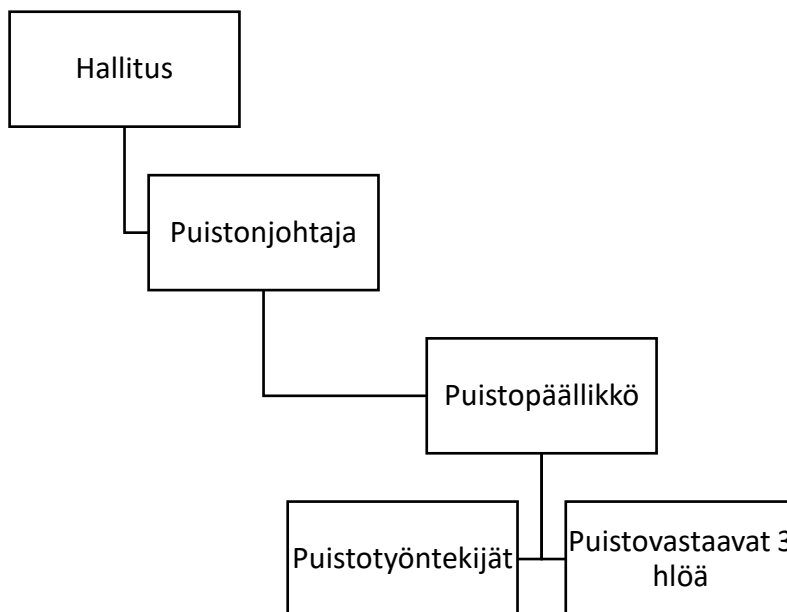 Hallitus
Puistonjohtaja
Puistopäällikkö
Puistotyöntekijät
Puistovastaavat 3
hlöä